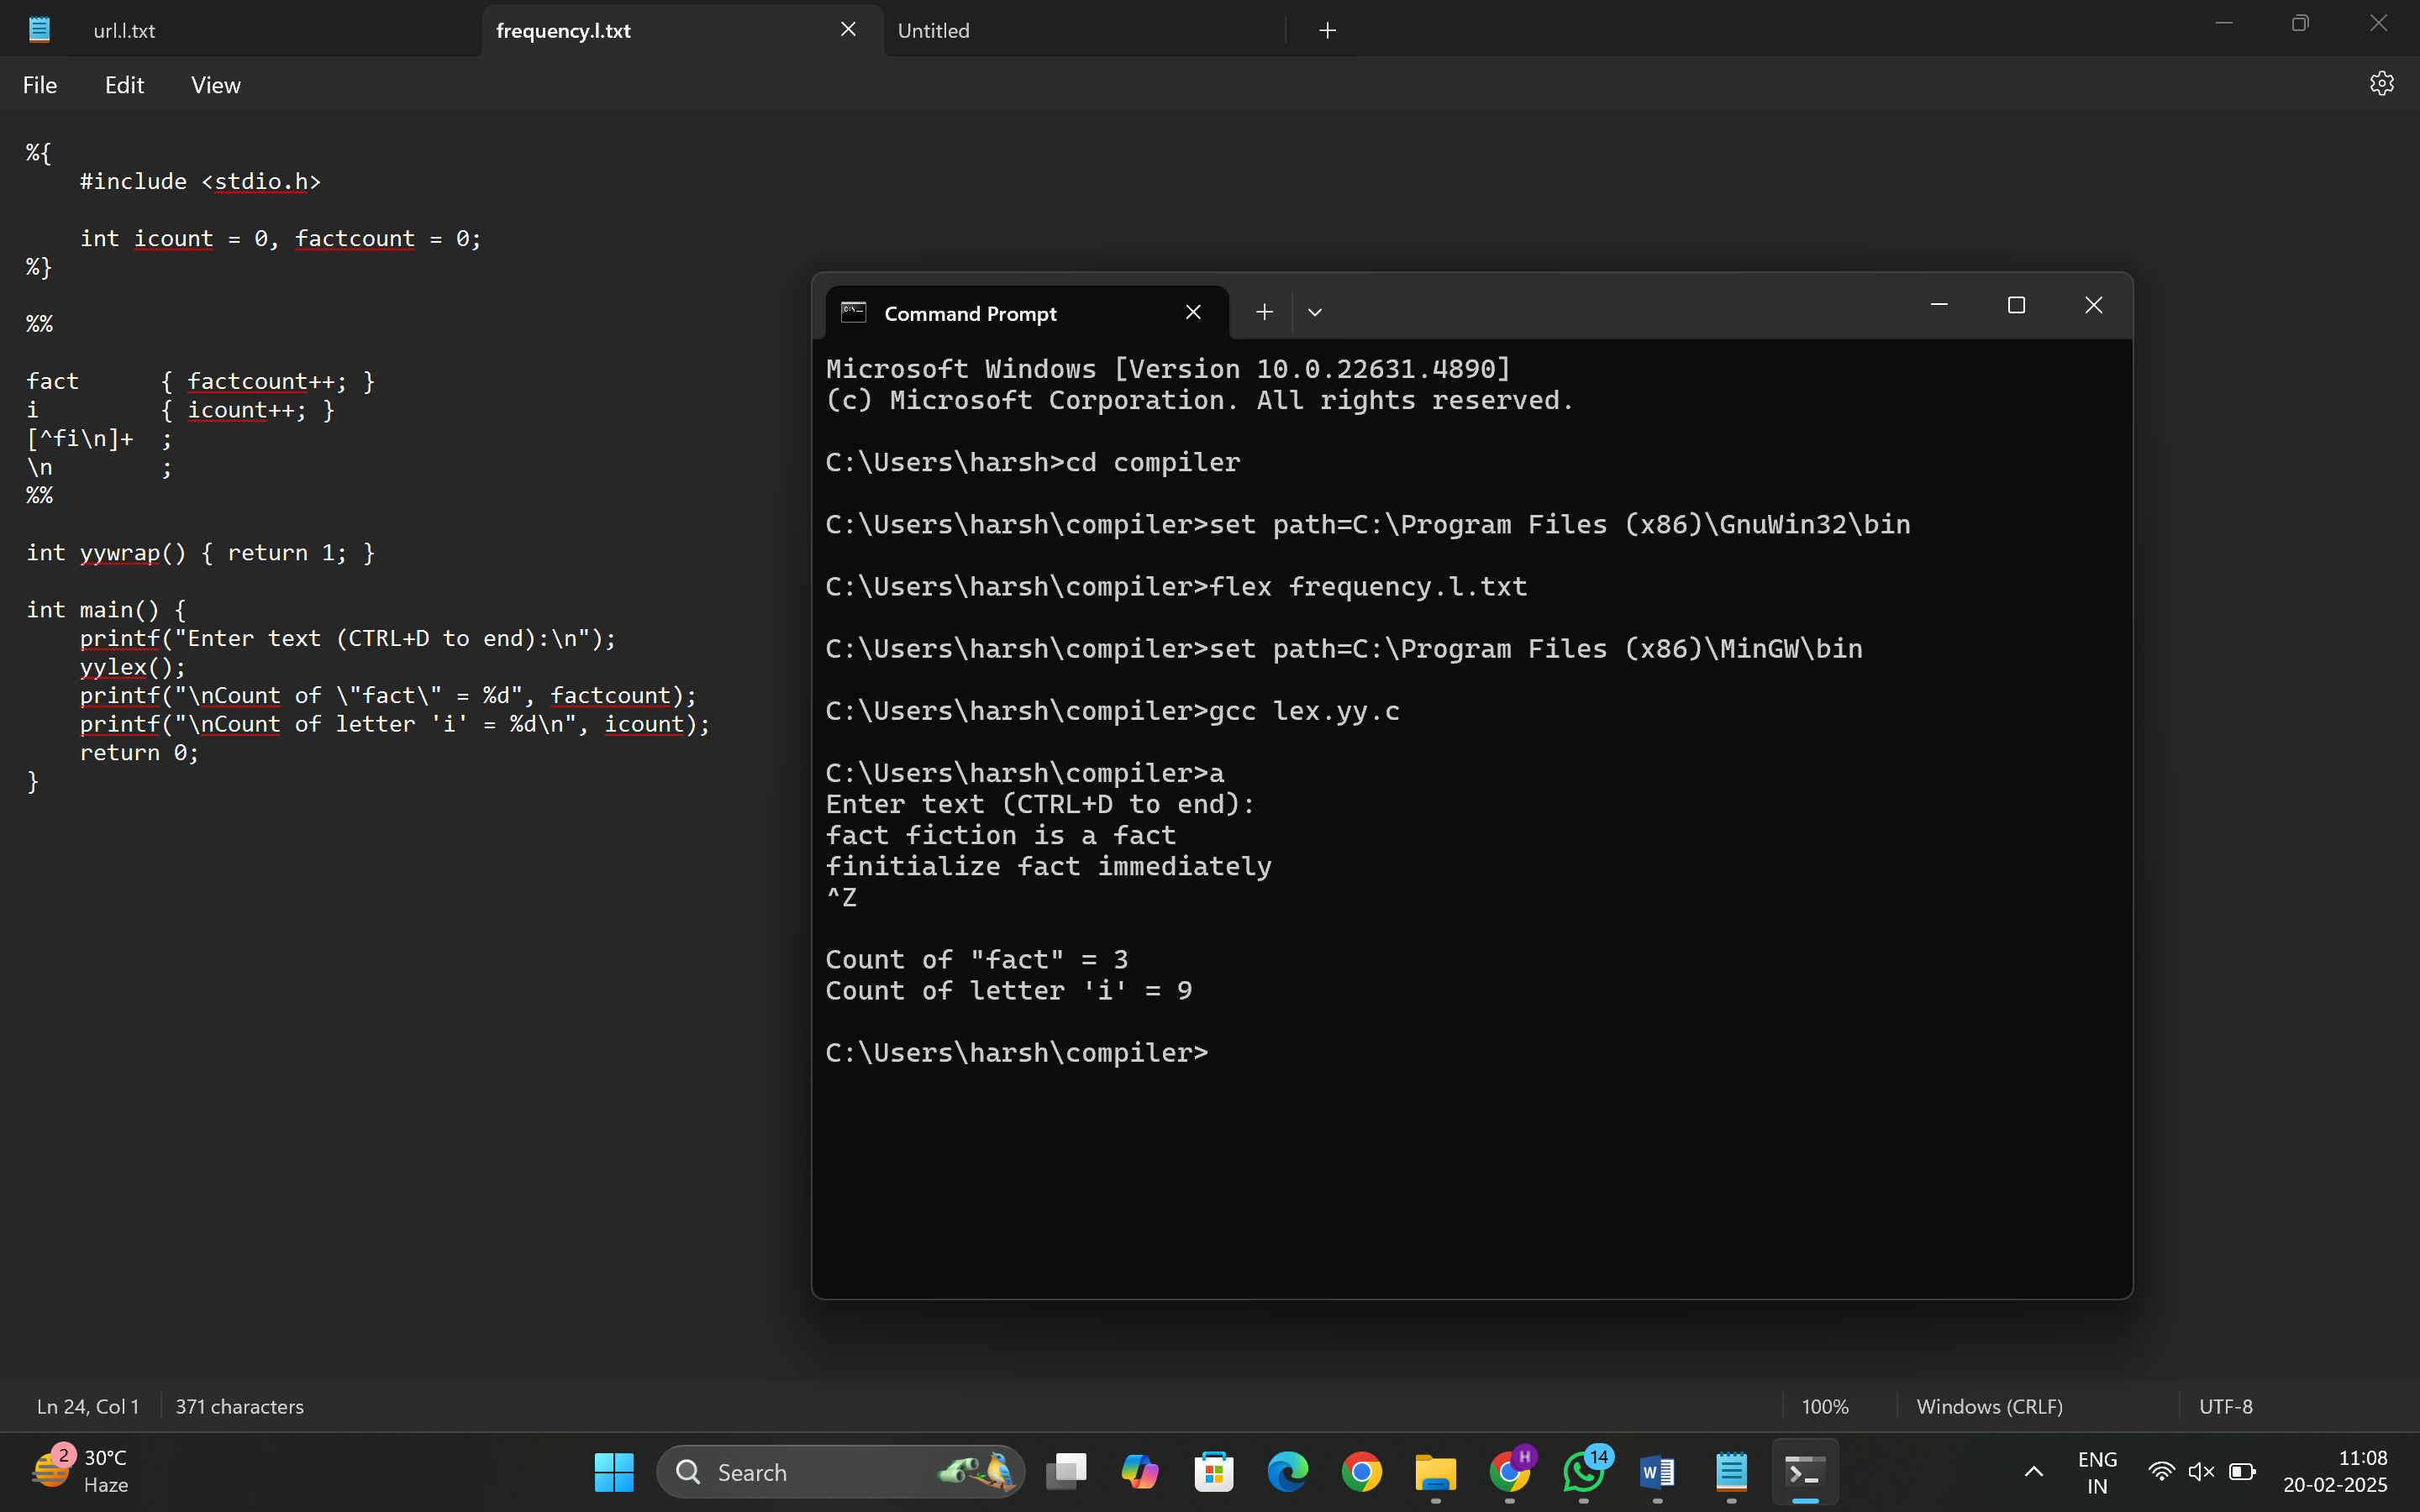 url.l.txt
frequency.l.txt
Untitled
File Edit View
%{
    #include <stdio.h>
    int icount = 0, factcount = 0;
%}
%%
fact      { factcount++; }
i         { icount++; }
[^fi\n]+  ;
\n        ;
%%
int yywrap() { return 1; }
int main() {
    printf("Enter text (CTRL+D to end):\n");
    yylex();
    printf("\nCount of \"fact\" = %d", factcount);
    printf("\nCount of letter 'i' = %d\n", icount);
    return 0;
}
Command Prompt
Microsoft Windows [Version 10.0.22631.4890]
(c) Microsoft Corporation. All rights reserved.
C:\Users\harsh>cd compiler
C:\Users\harsh\compiler>set path=C:\Program Files (x86)\GnuWin32\bin
C:\Users\harsh\compiler>flex frequency.l.txt
C:\Users\harsh\compiler>set path=C:\Program Files (x86)\MinGW\bin
C:\Users\harsh\compiler>gcc lex.yy.c
C:\Users\harsh\compiler>a
Enter text (CTRL+D to end):
fact fiction is a fact
finitialize fact immediately
^Z
Count of "fact" = 3
Count of letter 'i' = 9
C:\Users\harsh\compiler>
Ln 24, Col 1
371 characters
100%
Windows (CRLF)
UTF-8
2
30°C
Haze
Search
H
14
W
ENG
IN
11:08
20-02-2025